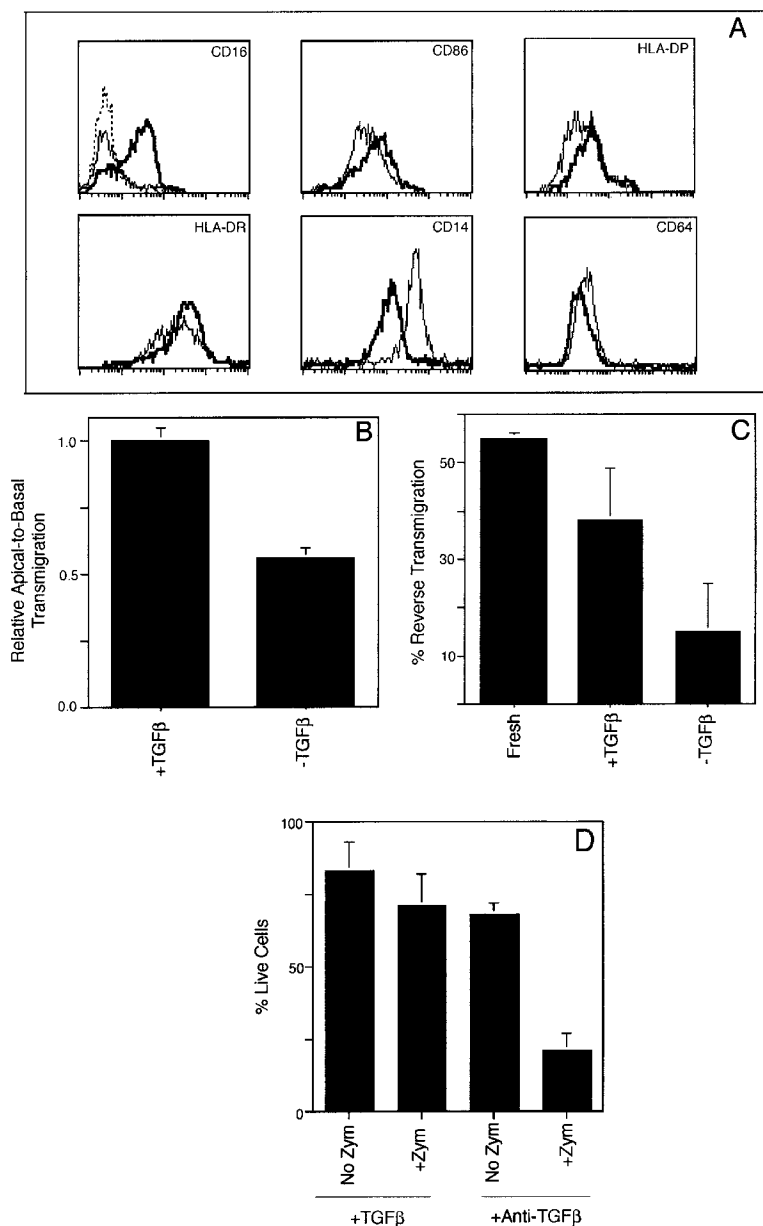 A
CD16
CD86
HLA-DP
HLA-DR
CD14
CD64
B
Relative Apical-to-Basal
Transmigration
1.0
0.5
0.0
+TGFβ
-TGFβ
C
% Reverse Transmigration
50
30
10
Fresh
+TGFβ
-TGFβ
D
% Live Cells
100
50
0
No Zym
+Zym
No Zym
+Zym
+TGFβ
+Anti-TGFβ